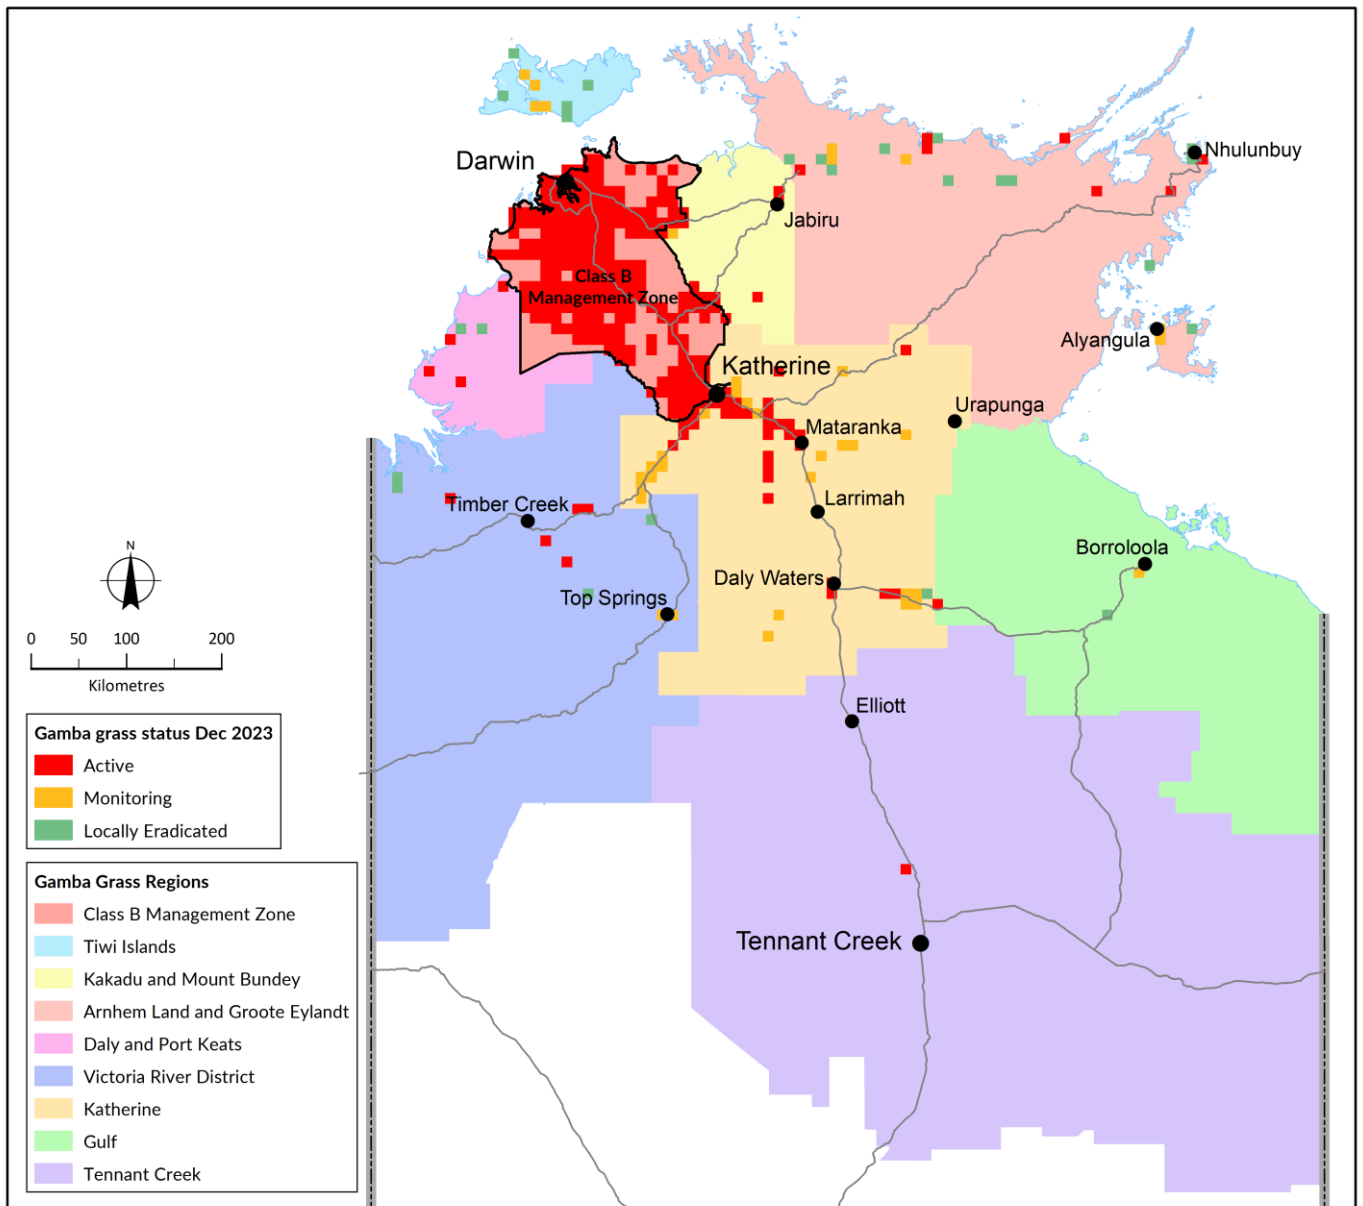 Darwin
Nhulunbuy
Jabiru
Class B
Management Zone
Alyangula
Katherine
Urapunga
Mataranka
Timber Creek
Larrimah
N
Borroloola
Daly Waters
Top Springs
0 50 100 200
Kilometres
Elliott
Gamba grass status Dec 2023
Active
Monitoring
Locally Eradicated
Gamba Grass Regions
Class B Management Zone
Tiwi Islands
Kakadu and Mount Bundey
Arnhem Land and Groote Eylandt
Daly and Port Keats
Victoria River District
Katherine
Gulf
Tennant Creek
Tennant Creek